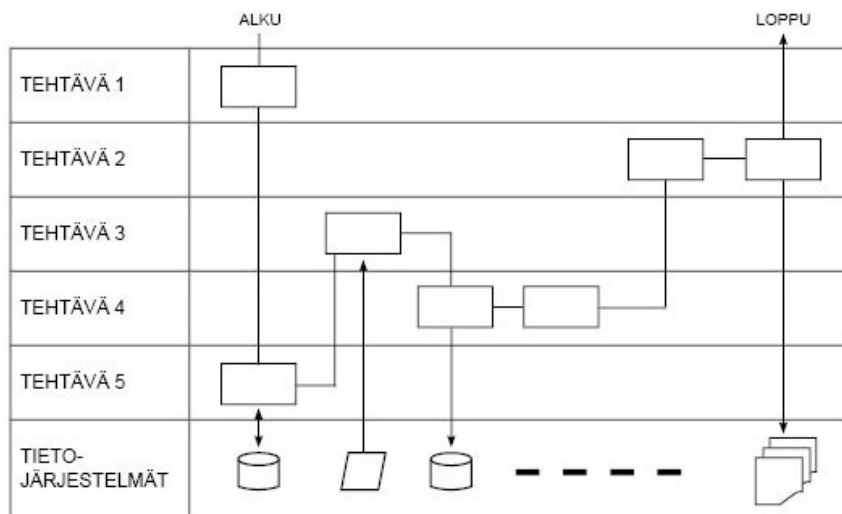 ALKU
LOPPU
TEHTÄVÄ 1
TEHTÄVÄ 2
TEHTÄVÄ 3
TEHTÄVÄ 4
TEHTÄVÄ 5
TIETO-
JÄRJESTELMÄT